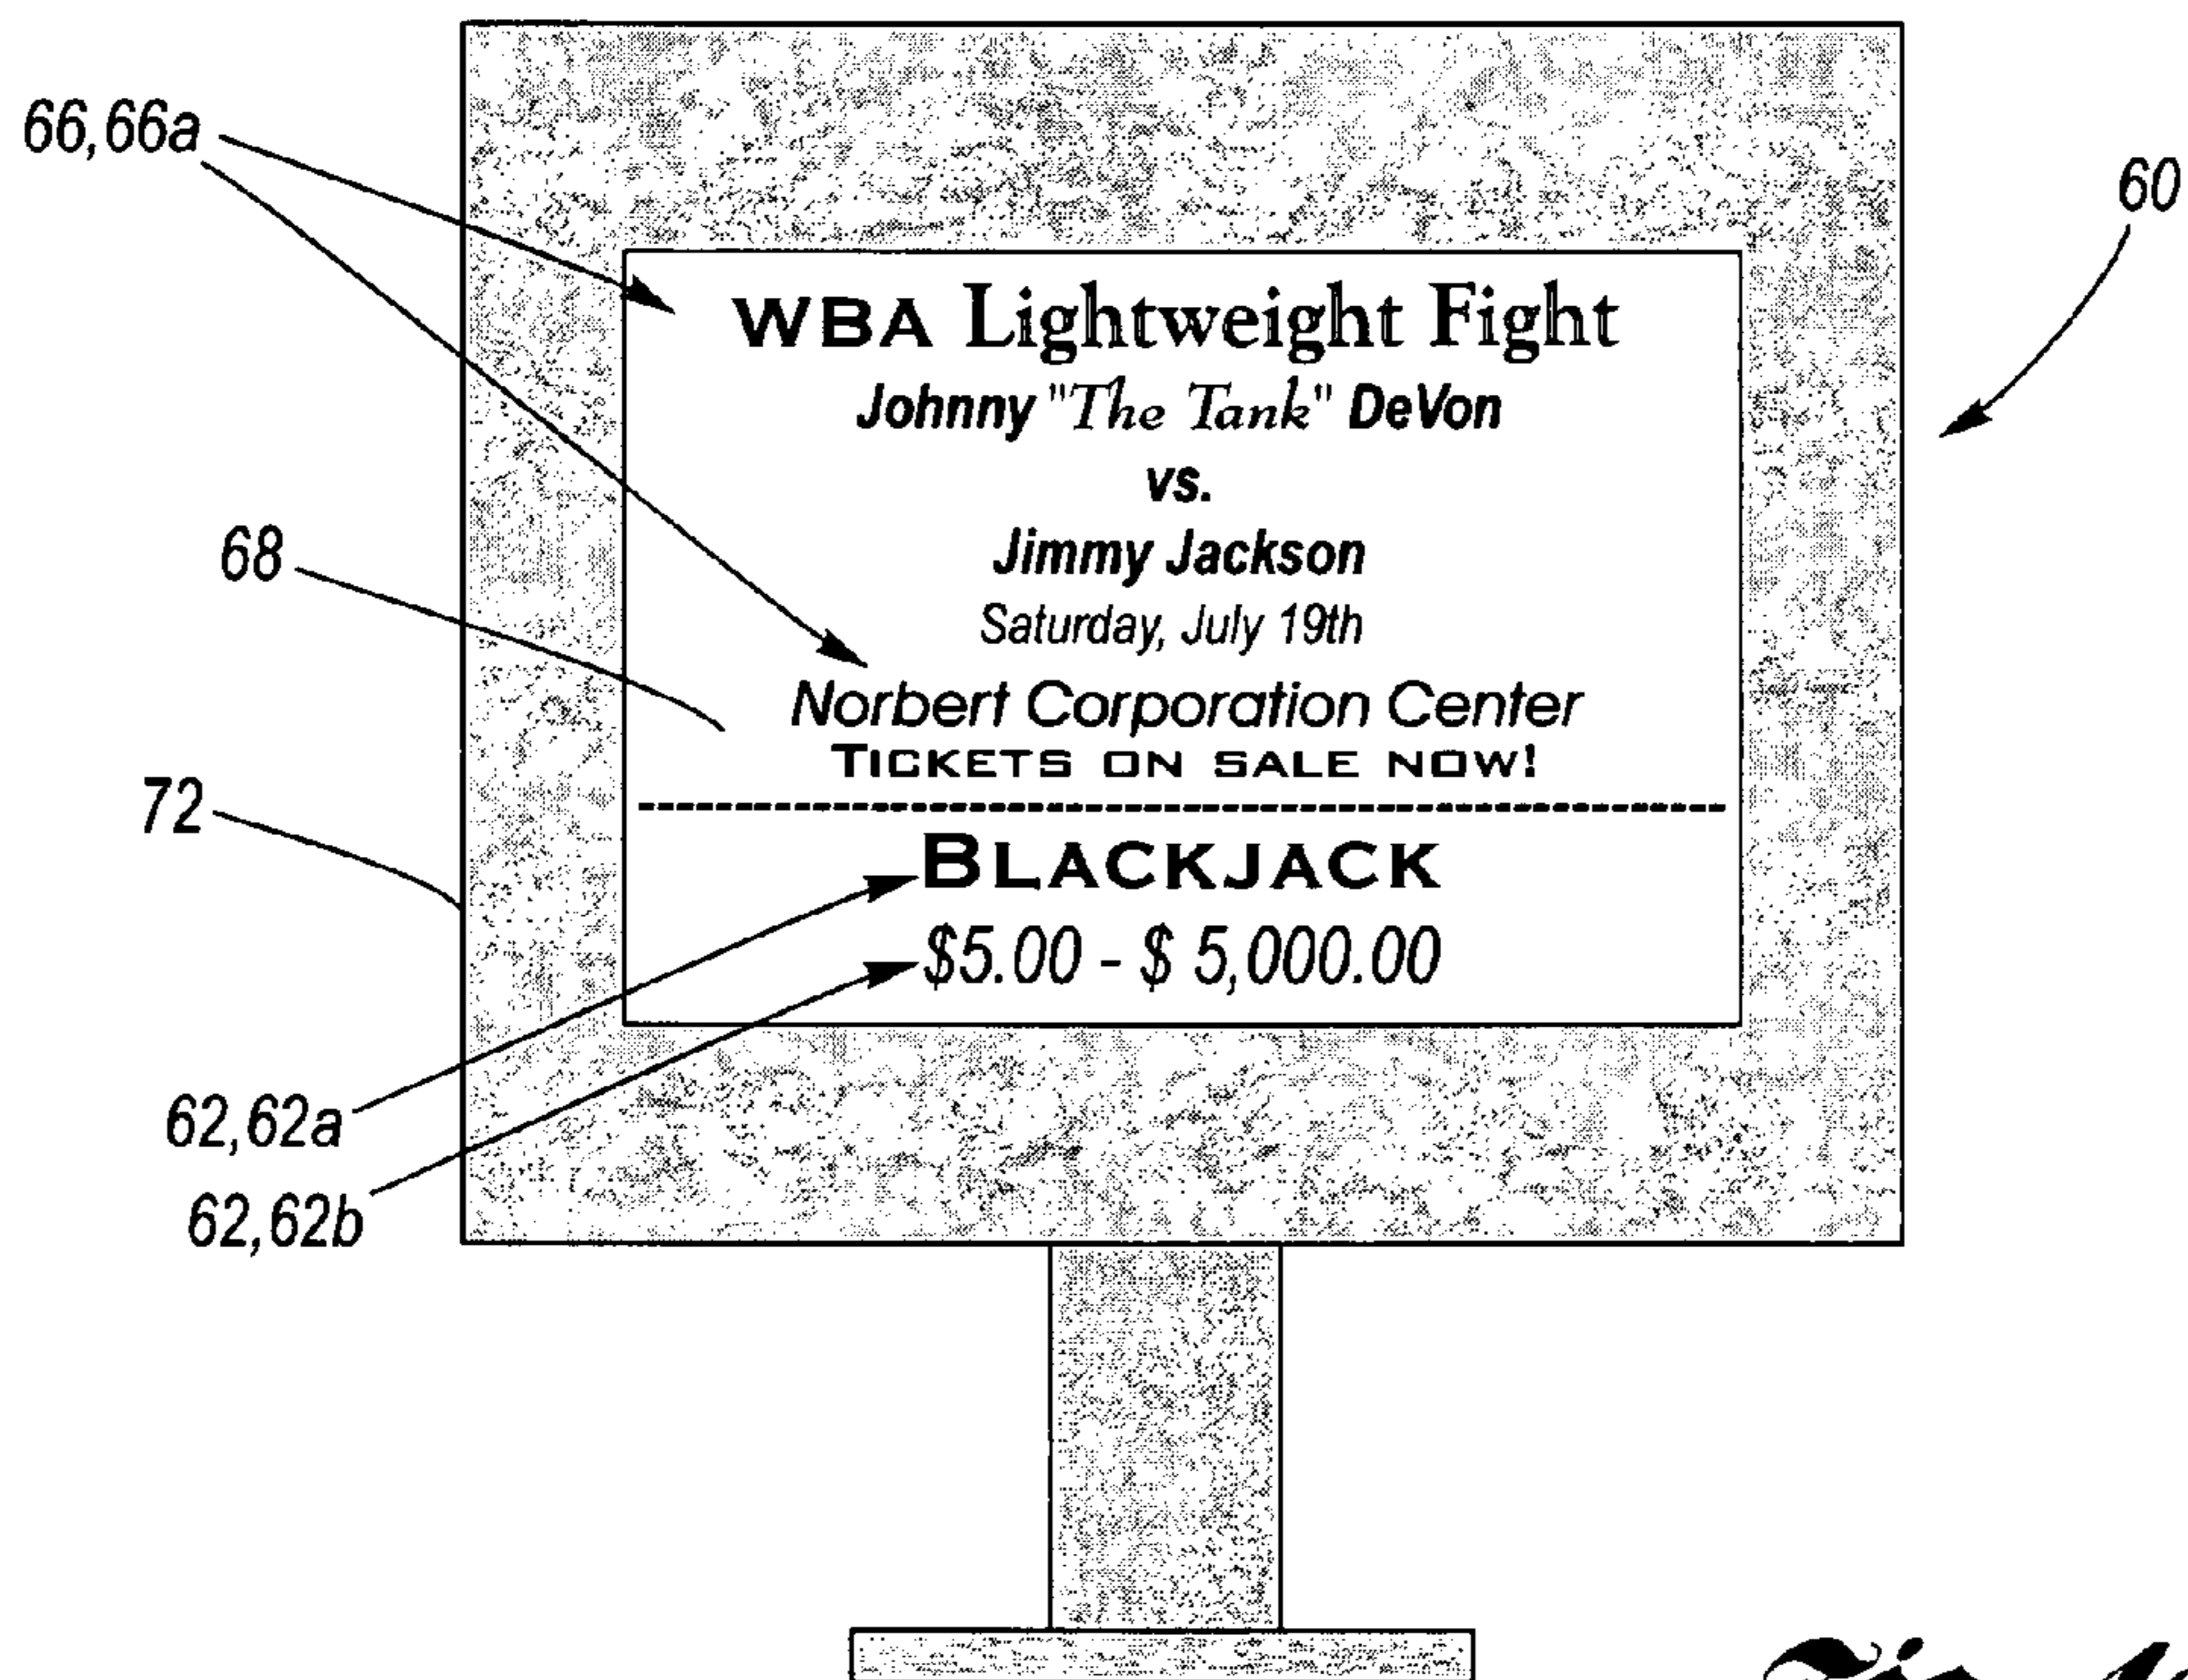 66,66a
60
WBA Lightweight Fight
Johnny "The Tank" DeVon
vs.
Jimmy Jackson
68
Saturday, July 19th
Norbert Corporation Center
TICKETS ON SALE NOW!
72
BLACKJACK
$5.00 - $ 5,000.00
62,62a
62,62b